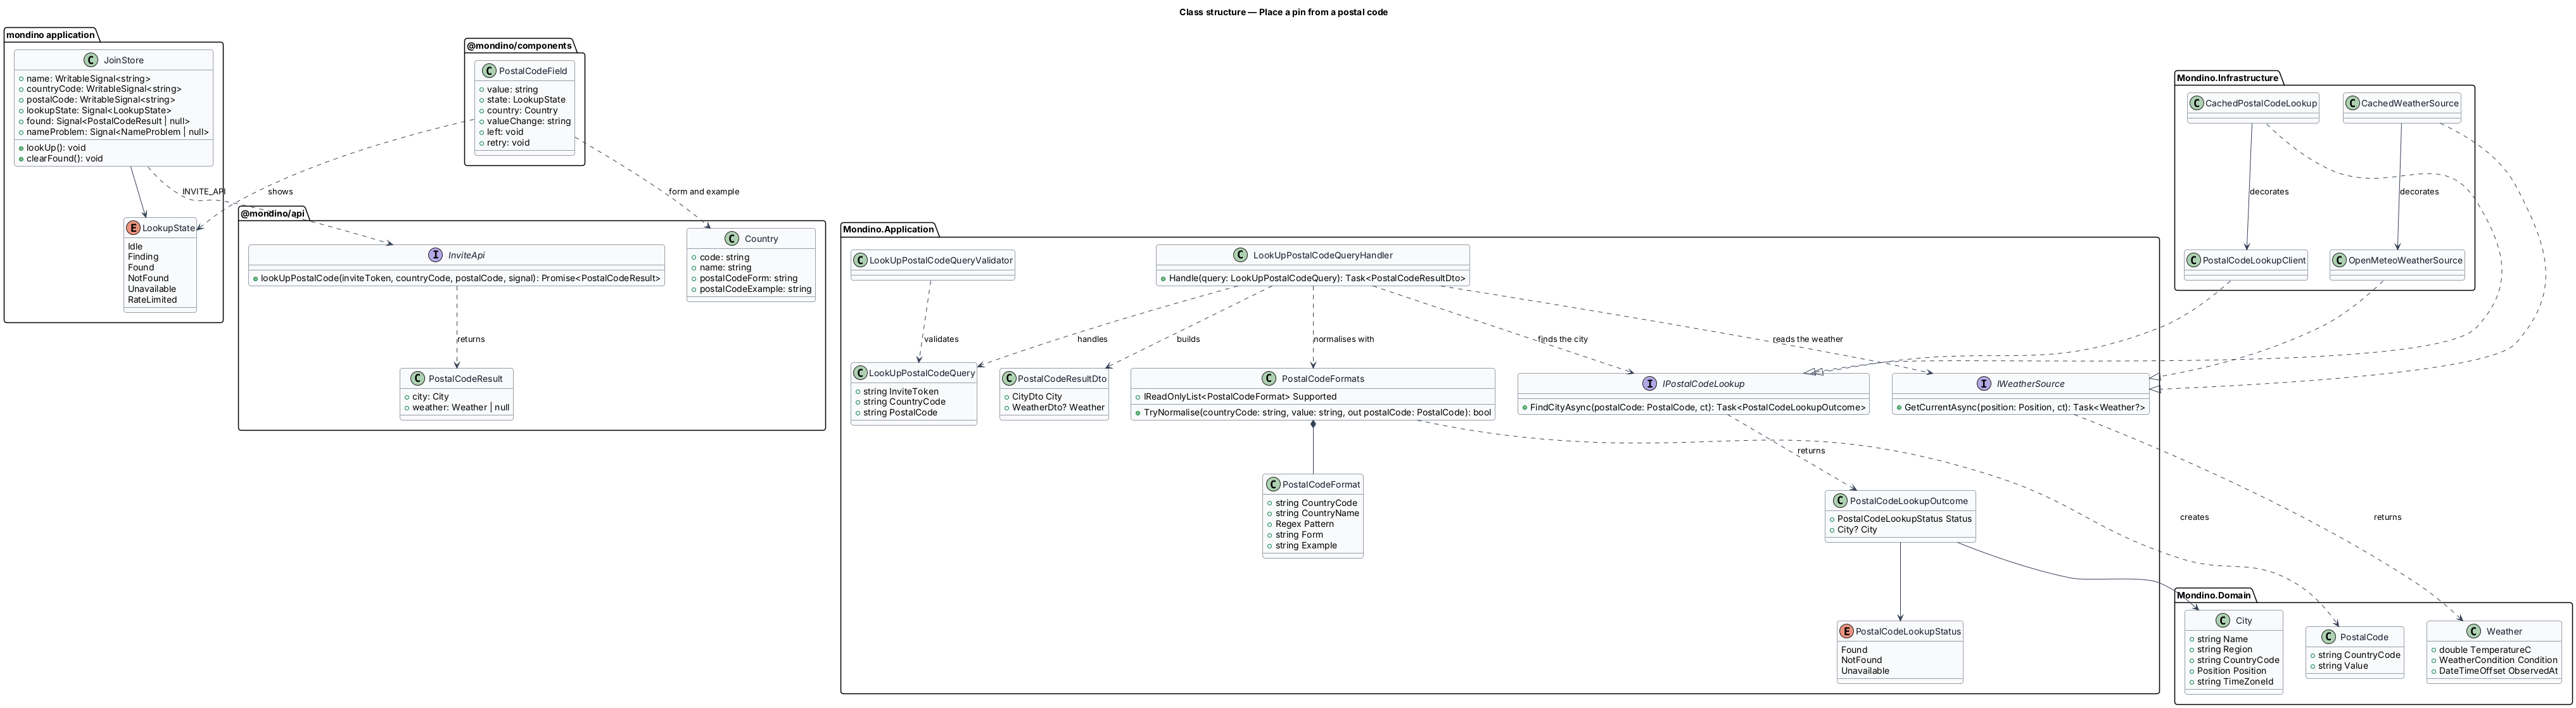 Class structure — Place a pin from a postal code
mondino application
JoinStore
name: WritableSignal<string>
countryCode: WritableSignal<string>
postalCode: WritableSignal<string>
lookupState: Signal<LookupState>
found: Signal<PostalCodeResult | null>
nameProblem: Signal<NameProblem | null>
lookUp(): void
clearFound(): void
LookupState
Idle
Finding
Found
NotFound
Unavailable
RateLimited
@mondino/components
PostalCodeField
value: string
state: LookupState
country: Country
valueChange: string
left: void
retry: void
INVITE_API
shows
form and example
@mondino/api
InviteApi
lookUpPostalCode(inviteToken, countryCode, postalCode, signal): Promise<PostalCodeResult>
Country
code: string
name: string
postalCodeForm: string
postalCodeExample: string
returns
PostalCodeResult
city: City
weather: Weather | null
Mondino.Application
LookUpPostalCodeQueryValidator
LookUpPostalCodeQueryHandler
Handle(query: LookUpPostalCodeQuery): Task<PostalCodeResultDto>
validates
handles
builds
normalises with
finds the city
reads the weather
LookUpPostalCodeQuery
string InviteToken
string CountryCode
string PostalCode
PostalCodeResultDto
CityDto City
WeatherDto? Weather
PostalCodeFormats
IReadOnlyList<PostalCodeFormat> Supported
TryNormalise(countryCode: string, value: string, out postalCode: PostalCode): bool
IPostalCodeLookup
FindCityAsync(postalCode: PostalCode, ct): Task<PostalCodeLookupOutcome>
IWeatherSource
GetCurrentAsync(position: Position, ct): Task<Weather?>
returns
PostalCodeFormat
string CountryCode
string CountryName
Regex Pattern
string Form
string Example
PostalCodeLookupOutcome
PostalCodeLookupStatus Status
City? City
PostalCodeLookupStatus
Found
NotFound
Unavailable
Mondino.Infrastructure
CachedPostalCodeLookup
CachedWeatherSource
decorates
decorates
PostalCodeLookupClient
OpenMeteoWeatherSource
creates
returns
Mondino.Domain
City
string Name
string Region
string CountryCode
Position Position
string TimeZoneId
PostalCode
string CountryCode
string Value
Weather
double TemperatureC
WeatherCondition Condition
DateTimeOffset ObservedAt